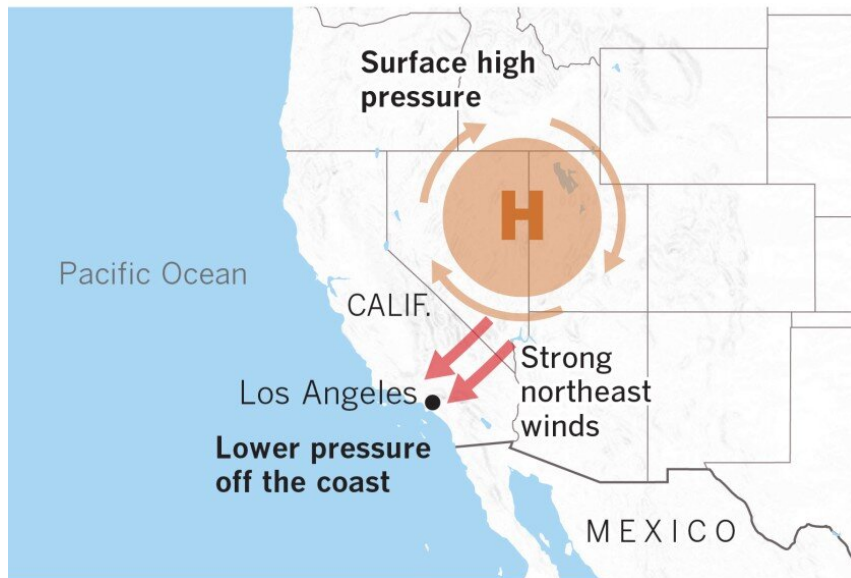 Surface high
pressure
H
Pacific Ocean
CALIF.
Los Angeles
Strong
northeast
winds
Lower pressure
off the coast
MEXICO